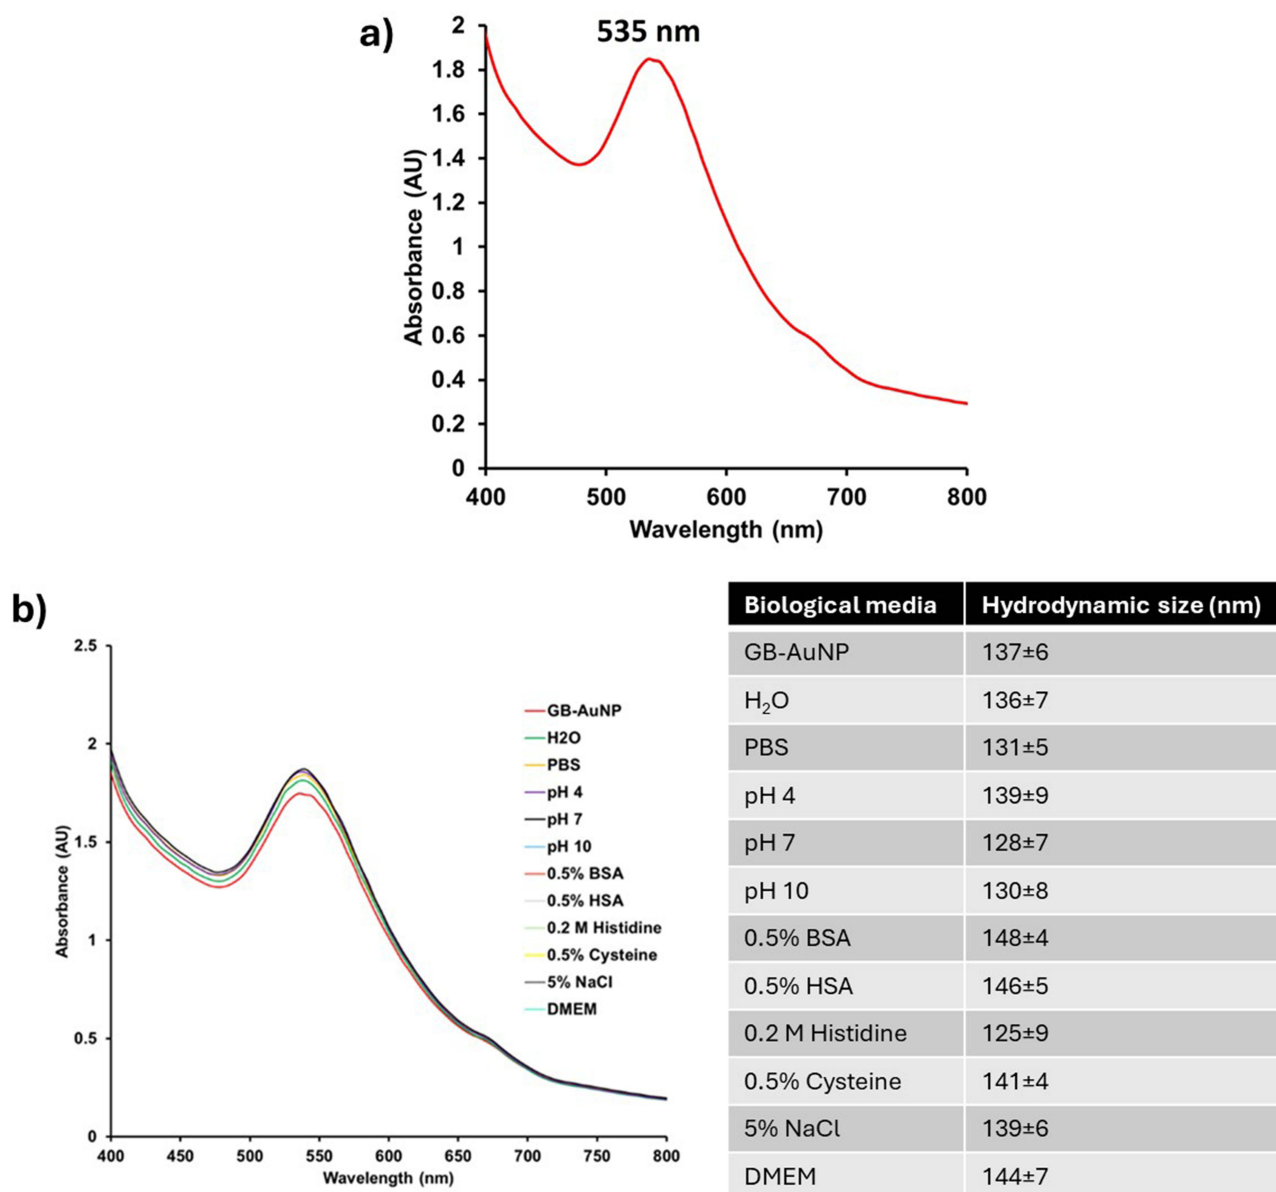 a)
535 nm
2
1.8
1.6
1.4
1.2
1
0.8
0.6
0.4
0.2
0
Absorbance (AU)
400 500 600 700 800
Wavelength (nm)
b)
2.5
2
1.5
1
0.5
0
Absorbance (AU)
400 450 500 550 600 650 700 750 800
Wavelength (nm)
GB-AuNP
H2O
PBS
pH 4
pH 7
pH 10
0.5% BSA
0.5% HSA
0.2 M Histidine
0.5% Cysteine
5% NaCl
DMEM
Biological media Hydrodynamic size (nm)
GB-AuNP 137±6
H₂O 136±7
PBS 131±5
pH 4 139±9
pH 7 128±7
pH 10 130±8
0.5% BSA 148±4
0.5% HSA 146±5
0.2 M Histidine 125±9
0.5% Cysteine 141±4
5% NaCl 139±6
DMEM 144±7